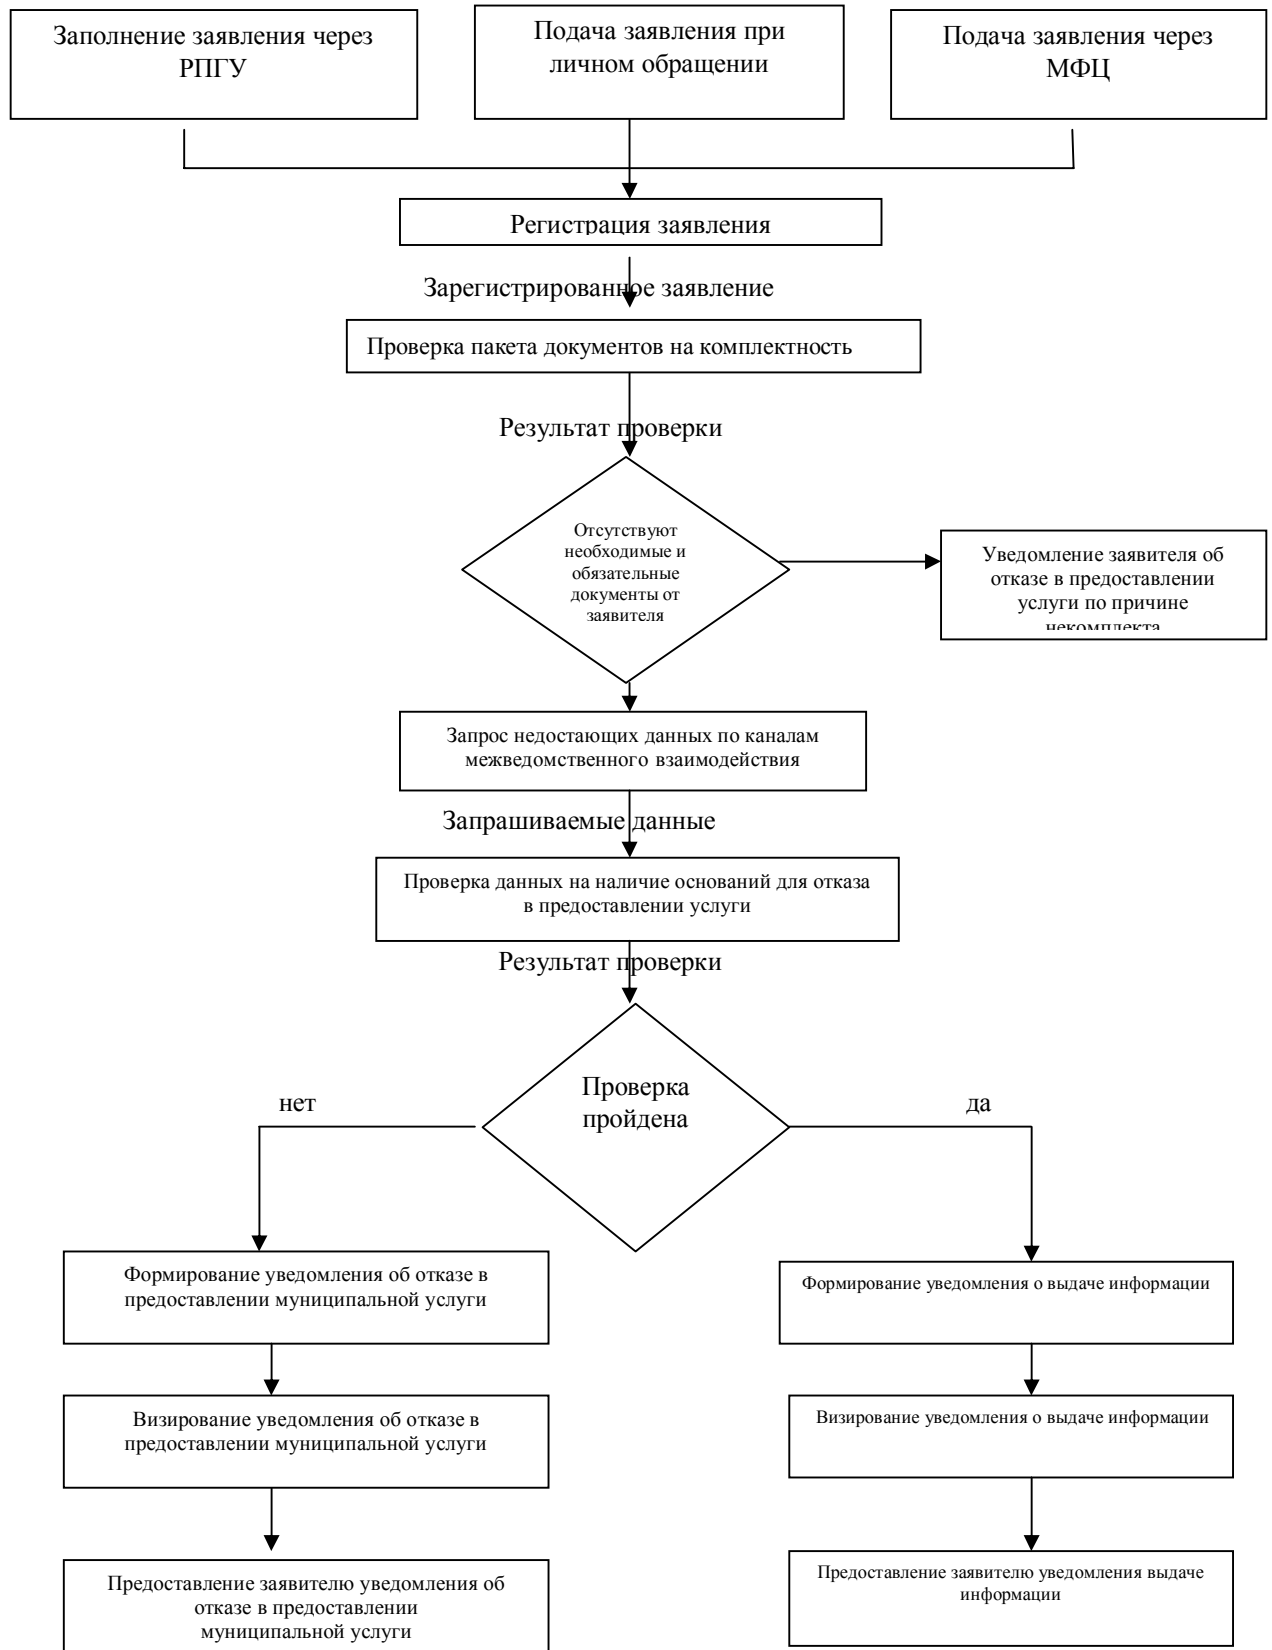 Заполнение заявления через
РПГУ
Подача заявления при
личном обращении
Подача заявления через
МФЦ
Регистрация заявления
Зарегистрированное заявление
Проверка пакета документов на комплектность
Результат проверки
Отсутствуют
необходимые и
обязательные
документы от
заявителя
Уведомление заявителя об
отказе в предоставлении
услуги по причине
некомплекта
Запрос недостающих данных по каналам
межведомственного взаимодействия
Запрашиваемые данные
Проверка данных на наличие оснований для отказа
в предоставлении услуги
Результат проверки
Проверка
пройдена
нет
да
Формирование уведомления об отказе в
предоставлении муниципальной услуги
Формирование уведомления о выдаче информации
Визирование уведомления об отказе в
предоставлении муниципальной услуги
Визирование уведомления о выдаче информации
Предоставление заявителю уведомления об
отказе в предоставлении
муниципальной услуги
Предоставление заявителю уведомления выдаче
информации